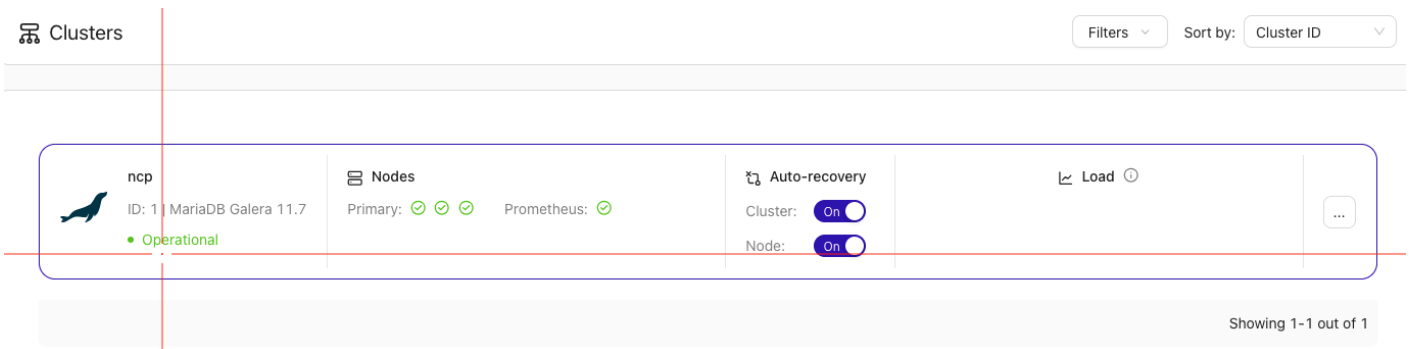 Clusters
Filters
Sort by: Cluster ID
ncp
ID: 1 | MariaDB Galera 11.7
Operational
Nodes
Primary:
Prometheus:
Auto-recovery
Cluster: On
Node: On
Load
...
Showing 1-1 out of 1